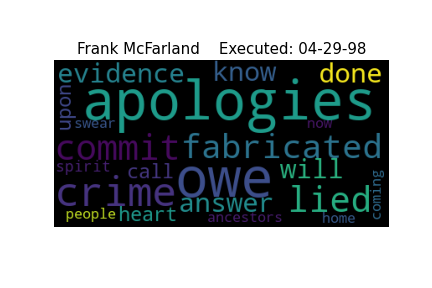 Frank McFarland    Executed: 04-29-98
evidence know done
upon apologies
swear now
commit fabricated
spirit call will
crime owe lied
answer coming
people heart ancestors home